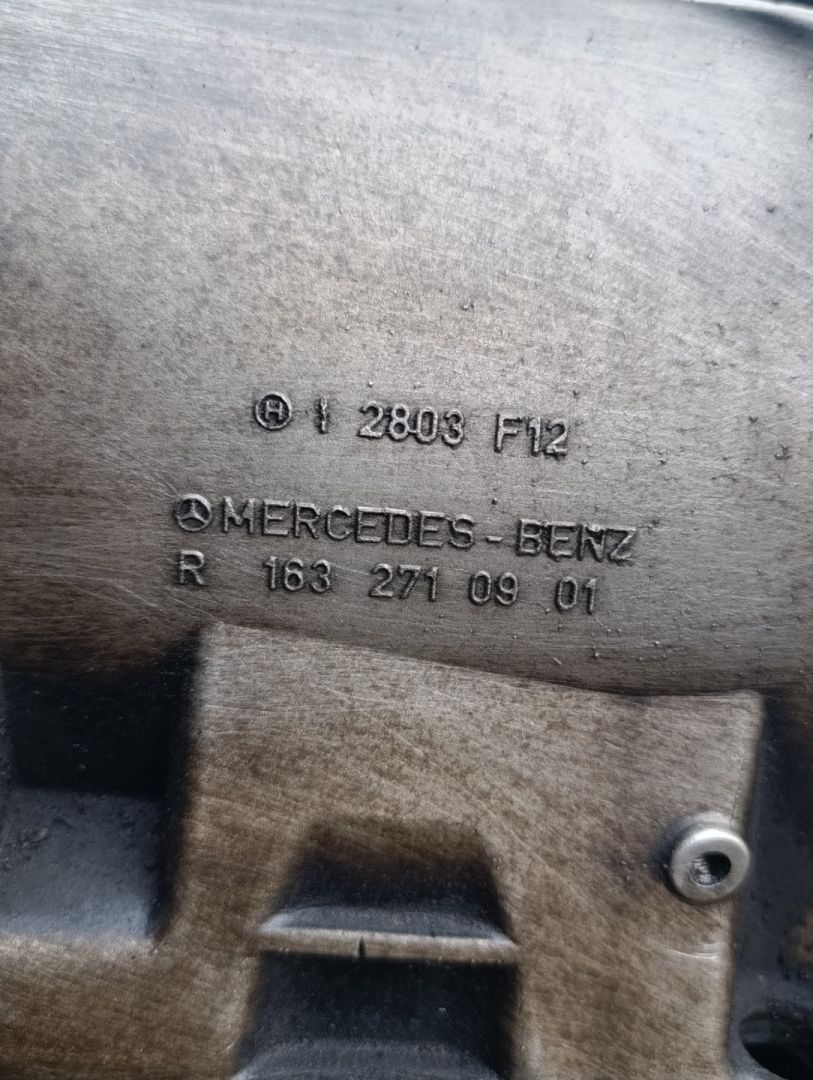 Ⓗ I 2803 F12
MERCEDES-BENZ
R 163 271 09 01